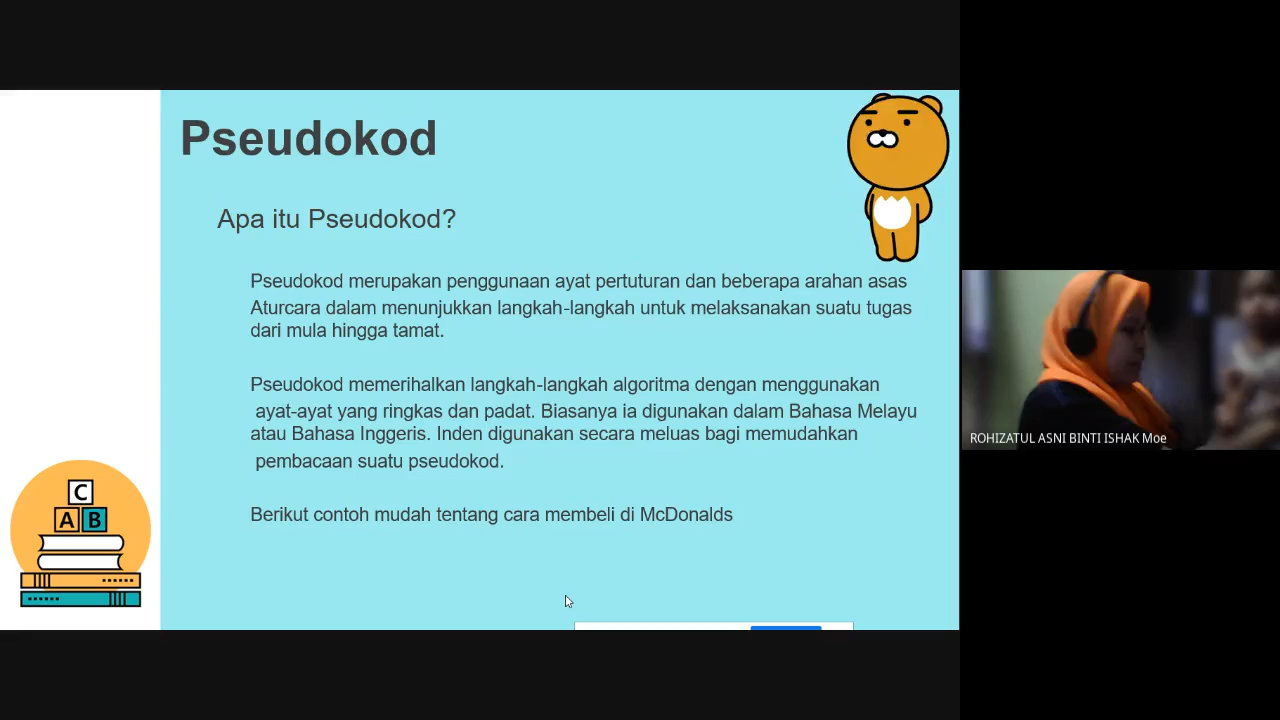 Pseudokod
Apa itu Pseudokod?
Pseudokod merupakan penggunaan ayat pertuturan dan beberapa arahan asas
Aturcara dalam menunjukkan langkah-langkah untuk melaksanakan suatu tugas
dari mula hingga tamat.
Pseudokod memerihalkan langkah-langkah algoritma dengan menggunakan
ayat-ayat yang ringkas dan padat. Biasanya ia digunakan dalam Bahasa Melayu
atau Bahasa Inggeris. Inden digunakan secara meluas bagi memudahkan
pembacaan suatu pseudokod.
Berikut contoh mudah tentang cara membeli di McDonalds
C
A B
ROHIZATUL ASNI BINTI ISHAK Moe